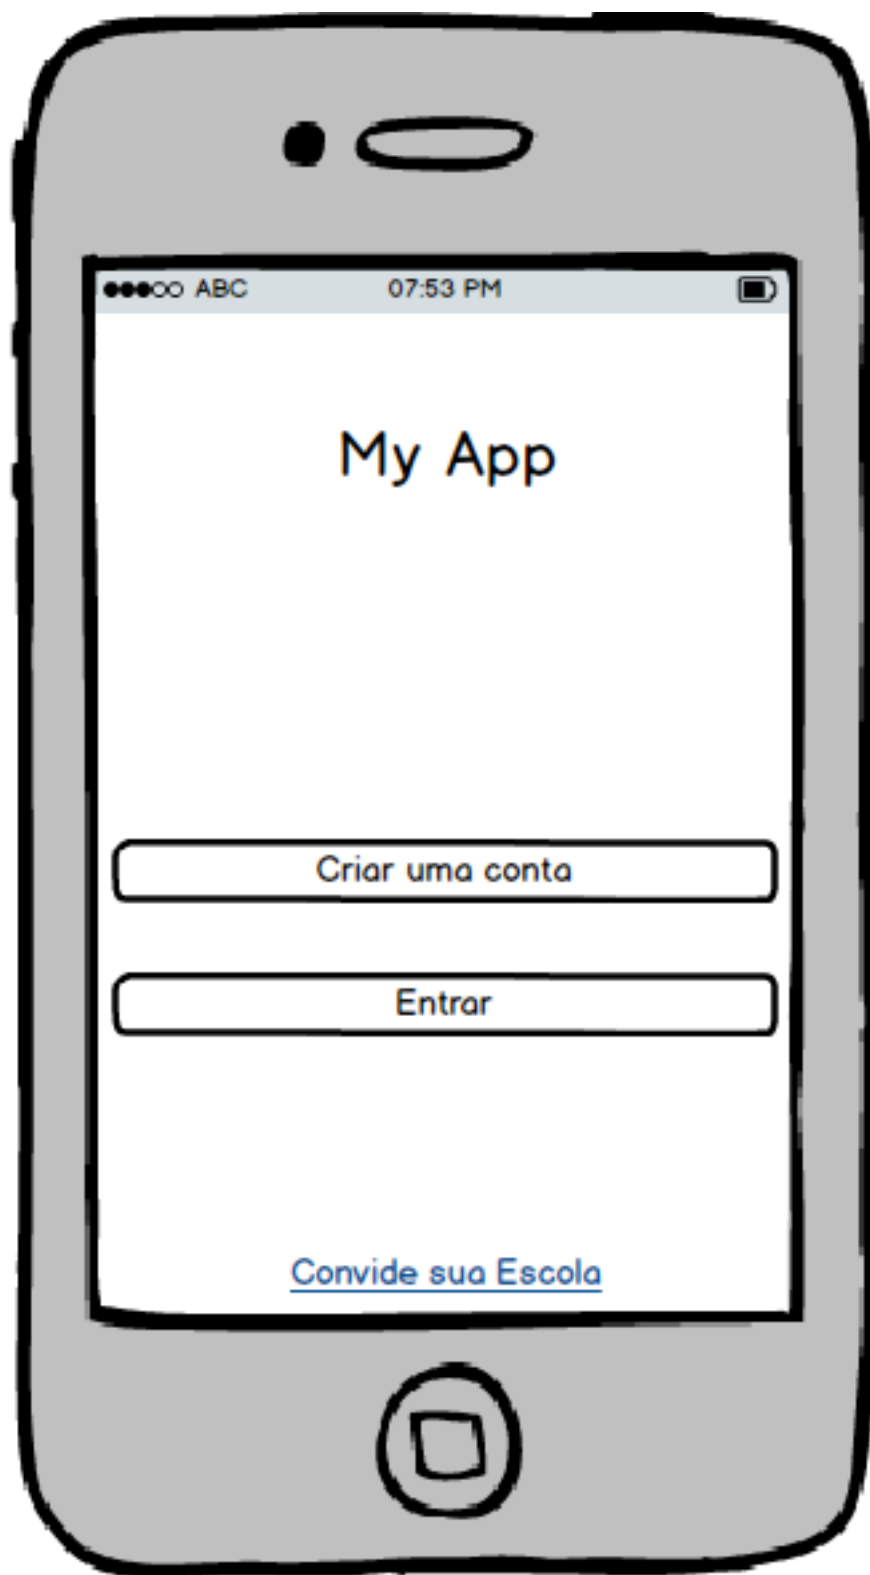 ABC 07:53 PM
My App
Criar uma conta
Entrar
Convide sua Escola